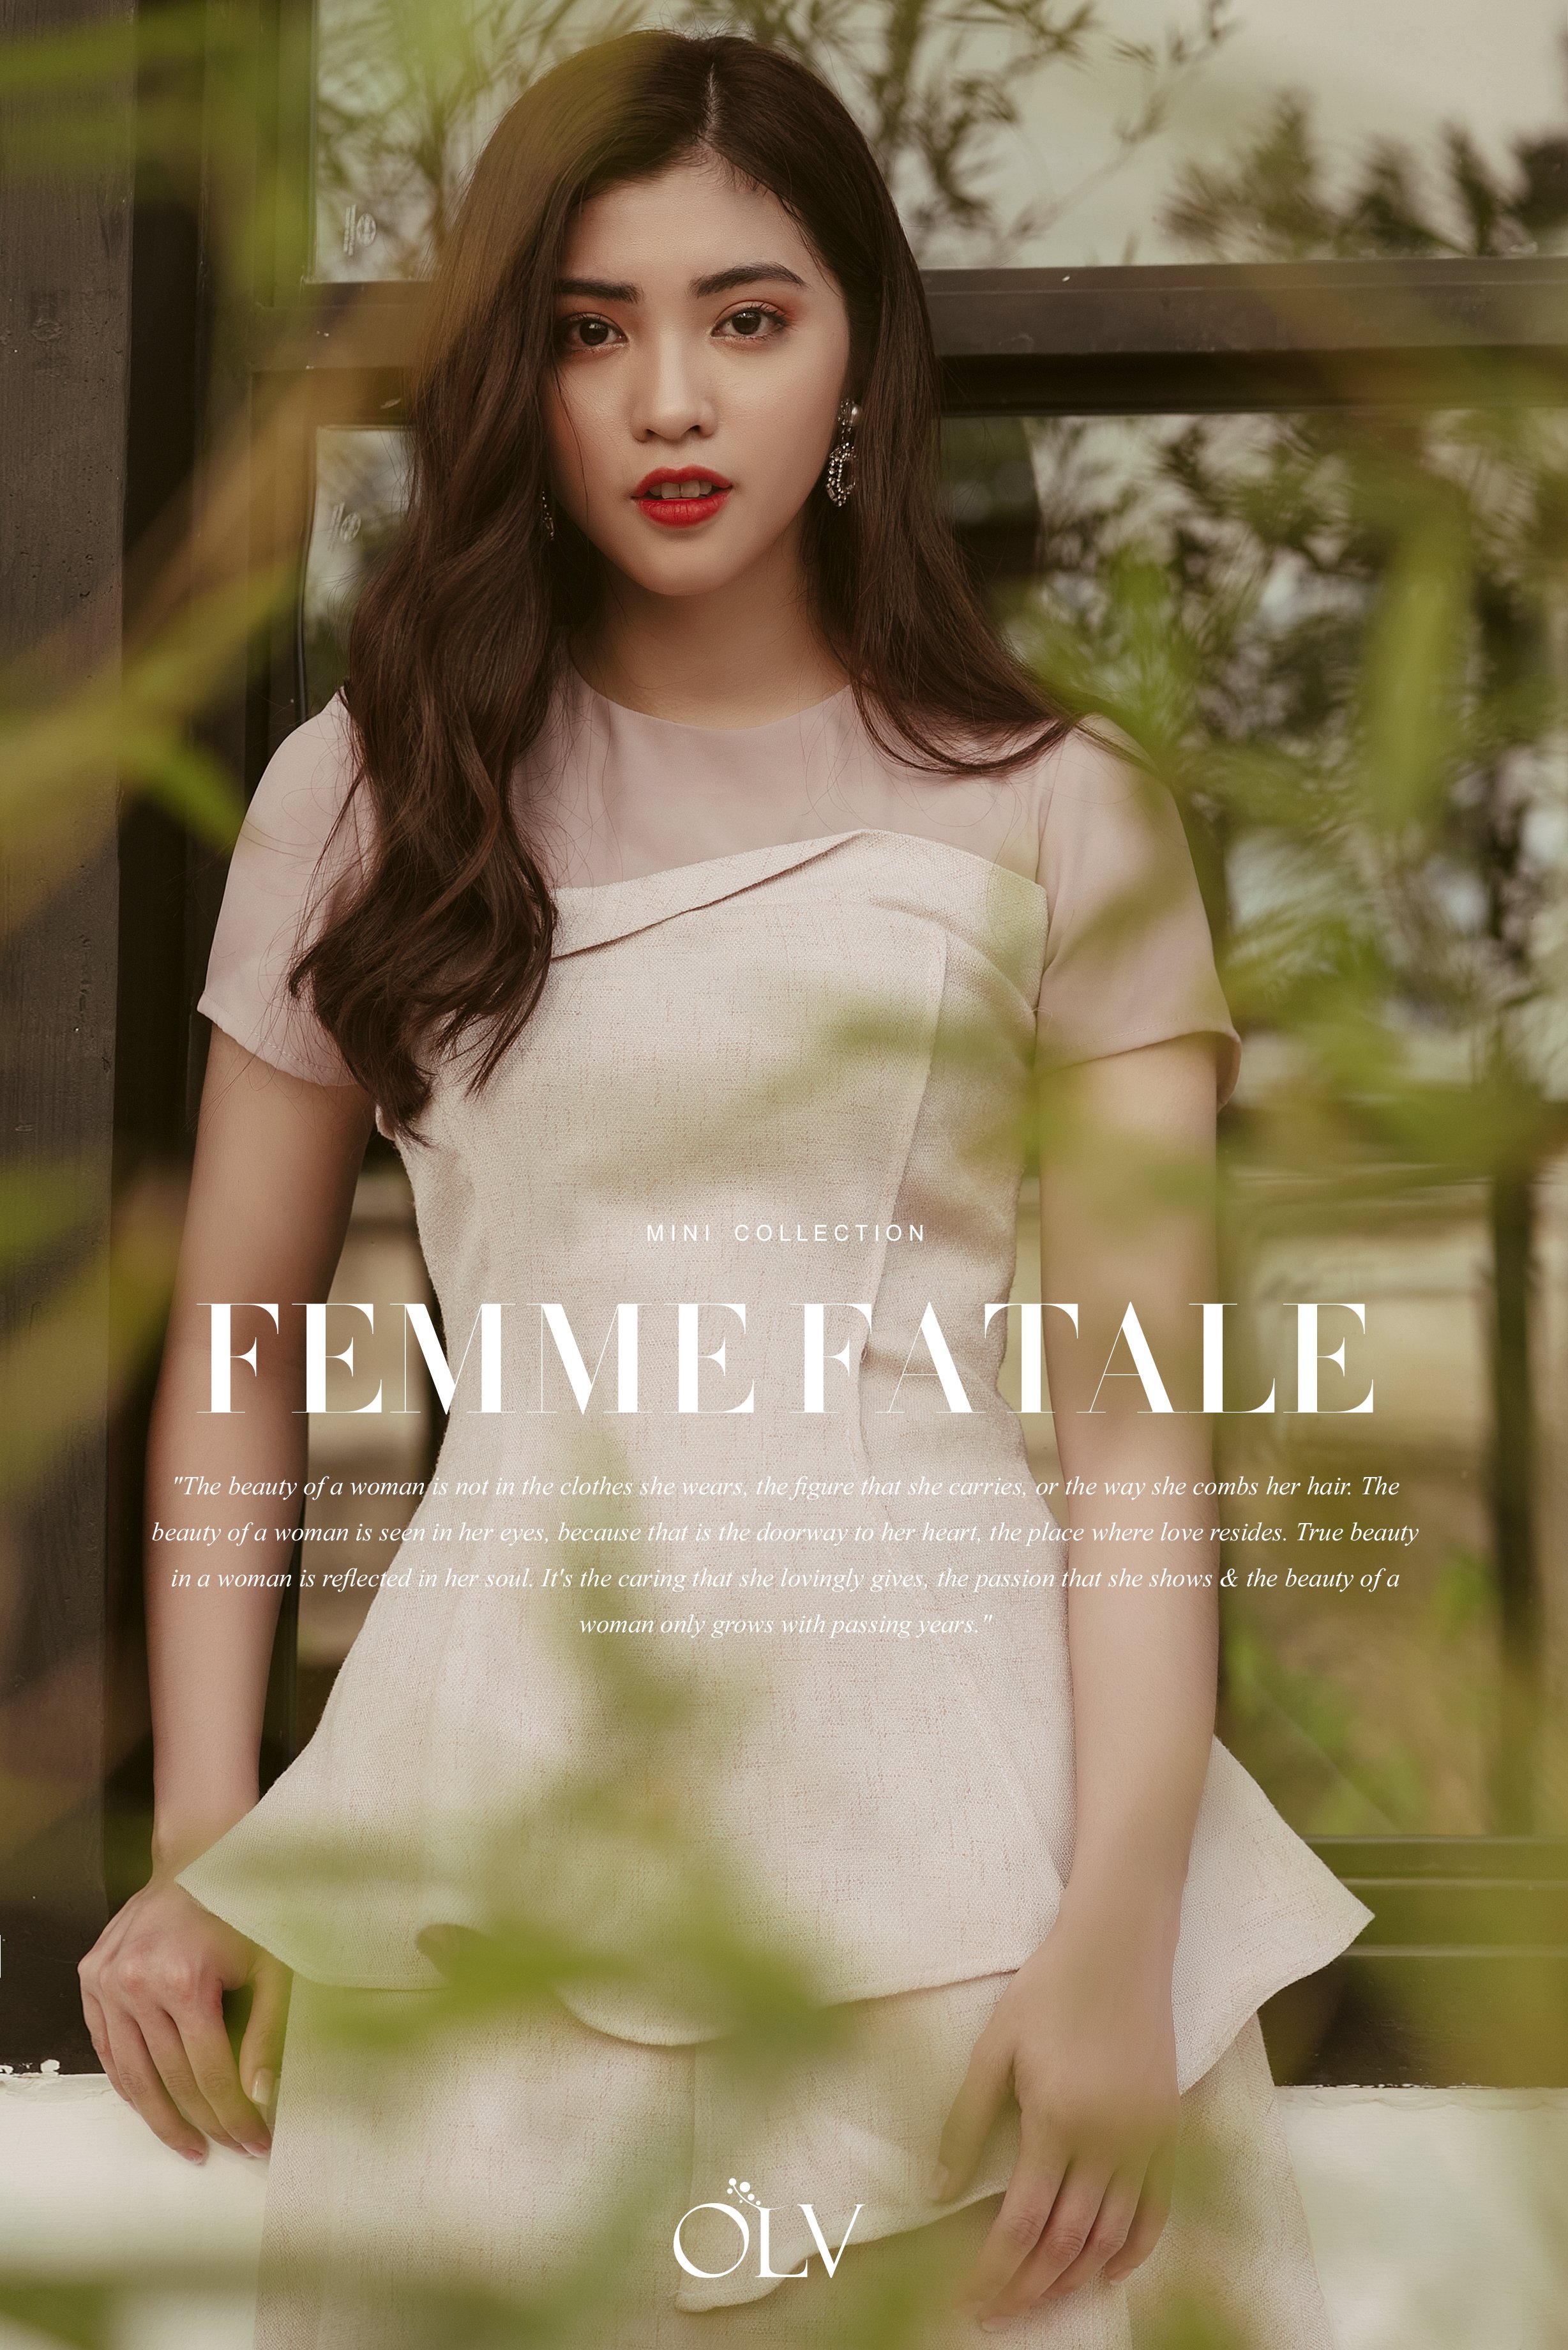 MINI COLLECTION
FEMME FATALE
"The beauty of a woman is not in the clothes she wears, the figure that she carries, or the way she combs her hair. The
beauty of a woman is seen in her eyes, because that is the doorway to her heart, the place where love resides. True beauty
in a woman is reflected in her soul. It's the caring that she lovingly gives, the passion that she shows & the beauty of a
woman only grows with passing years."
OLV